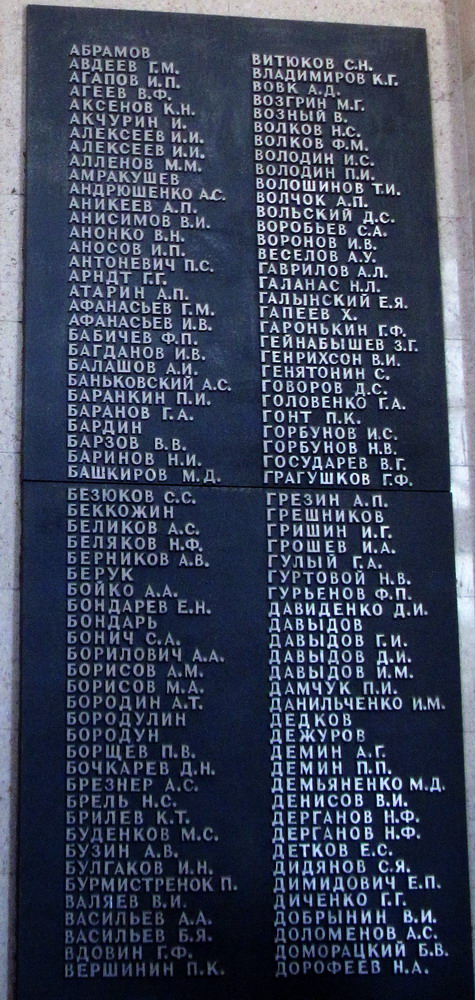 АБРАМОВ
АВДЕЕВ Г.М.
АГАПОВ И.П.
АГЕЕВ В.Ф.
АКСЕНОВ К.Н.
АКЧУРИН И.
АЛЕКСЕЕВ И.И.
АЛЕКСЕЕВ И.И.
АЛЛЕНОВ М.М.
АМРАКУШЕВ
АНДРЮШЕНКО А.С.
АНИКЕЕВ А.П.
АНИСИМОВ В.И.
АНОНКО В.Н.
АНОСОВ И.П.
АНТОНЕВИЧ П.С.
АРНДТ Г.Г.
АТАРИН А.П.
АФАНАСЬЕВ Г.М.
АФАНАСЬЕВ И.В.
БАБИЧЕВ Ф.П.
БАГДАНОВ И.В.
БАЛАШОВ А.И.
БАНЬКОВСКИЙ А.С.
БАРАНКИН П.И.
БАРАНОВ Г.А.
БАРДИН
БАРЗОВ В.В.
БАРИНОВ Н.И.
БАШКИРОВ М.Д.
БЕЗЮКОВ С.С.
БЕККОЖИН
БЕЛИКОВ А.С.
БЕЛЯКОВ Н.Ф.
БЕРНИКОВ А.В.
БЕРУК
БОЙКО А.А.
БОНДАРЕВ Е.Н.
БОНДАРЬ
БОНИЧ С.А.
БОРИЛОВИЧ А.А.
БОРИСОВ А.М.
БОРИСОВ М.А.
БОРОДИН А.Т.
БОРОДУЛИН
БОРОДУН
БОРЩЕВ П.В.
БОЧКАРЕВ Д.Н.
БРЕЗНЕР А.С.
БРЕЛЬ Н.С.
БРИЛЕВ К.Т.
БУДЕНКОВ М.С.
БУЗИН А.В.
БУЛГАКОВ И.Н.
БУРМИСТРЕНОК П.
ВАЛЯЕВ В.И.
ВАСИЛЬЕВ А.А.
ВАСИЛЬЕВ Б.Я.
ВДОВИН Г.Ф.
ВЕРШИНИН П.К.
ВИТЮКОВ С.Н.
ВЛАДИМИРОВ К.Г.
ВОВК А.Д.
ВОЗГРИН М.Г.
ВОЗНЫЙ В.
ВОЛКОВ Н.С.
ВОЛКОВ Ф.М.
ВОЛОДИН И.С.
ВОЛОДИН П.И.
ВОЛОШИНОВ Т.И.
ВОЛЧОК А.П.
ВОЛЬСКИЙ Д.С.
ВОРОБЬЕВ С.А.
ВОРОНОВ И.В.
ВЕСЕЛОВ А.У.
ГАВРИЛОВ А.Л.
ГАЛАНАС Н.Л.
ГАЛЫНСКИЙ Е.Я.
ГАПЕЕВ Х.
ГАРОНЬКИН Г.Ф.
ГЕЙНАБЫШЕВ З.Г.
ГЕНРИХСОН В.И.
ГЕНЯТОНИН С.
ГОВОРОВ Д.С.
ГОЛОВЕНКО Г.А.
ГОНТ П.К.
ГОРБУНОВ И.С.
ГОРБУНОВ Н.В.
ГОСУДАРЕВ В.Г.
ГРАГУШКОВ Г.Ф.
ГРЕЗИН А.П.
ГРЕШНИКОВ
ГРИШИН И.Г.
ГРОШЕВ И.А.
ГУЛЫЙ Г.А.
ГУРТОВОЙ Н.В.
ГУРЬЕНОВ Ф.П.
ДАВИДЕНКО Д.И.
ДАВЫДОВ
ДАВЫДОВ Г.И.
ДАВЫДОВ Д.И.
ДАВЫДОВ И.М.
ДАМЧУК П.И.
ДАНИЛЬЧЕНКО И.М.
ДЕДКОВ
ДЕЖУРОВ
ДЕМИН А.Г.
ДЕМИН П.П.
ДЕМЬЯНЕНКО М.Д.
ДЕНИСОВ В.И.
ДЕРГАНОВ Н.Ф.
ДЕРГАНОВ Н.Ф.
ДЕТКОВ Е.С.
ДИДЯНОВ С.Я.
ДИМИДОВИЧ Е.П.
ДИЧЕНКО Г.Г.
ДОБРЫНИН В.И.
ДОЛОМЕНОВ А.С.
ДОМОРАЦКИЙ Б.В.
ДОРОФЕЕВ Н.А.